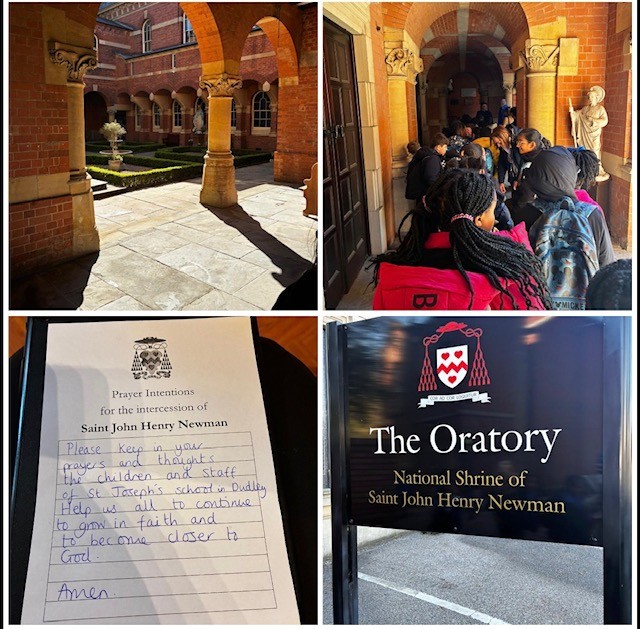 B
MICKEY
Prayer Intentions
for the intercession of
Saint John Henry Newman
Please keep in your
prayers and thoughts
the children and staff
of St Joseph's school in Dudley
Help us all to continue
to grow in faith and
to become closer to
God.
Amen.
COR AD COR LOQUITUR
The Oratory
National Shrine of
Saint John Henry Newman